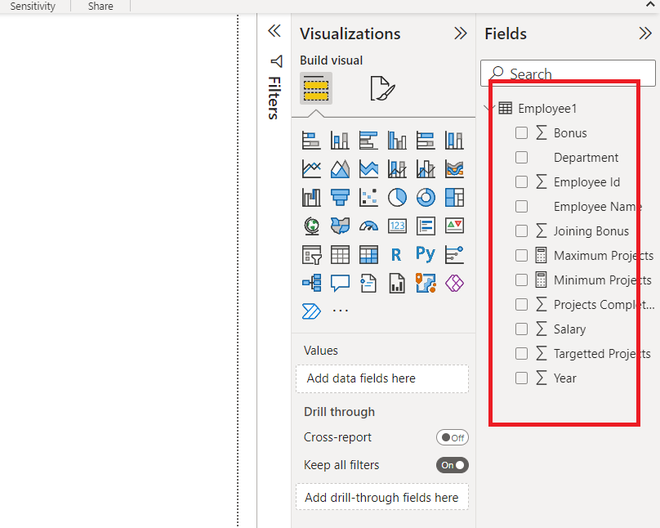 Sensitivity
Share
Visualizations
Fields
Build visual
Search
Filters
Employee1
Bonus
Department
Employee Id
Employee Name
Joining Bonus
Maximum Projects
Minimum Projects
Projects Complet...
Salary
Targetted Projects
Year
123
R
Py
...
Values
Add data fields here
Drill through
Cross-report
Off
Keep all filters
On
Add drill-through fields here